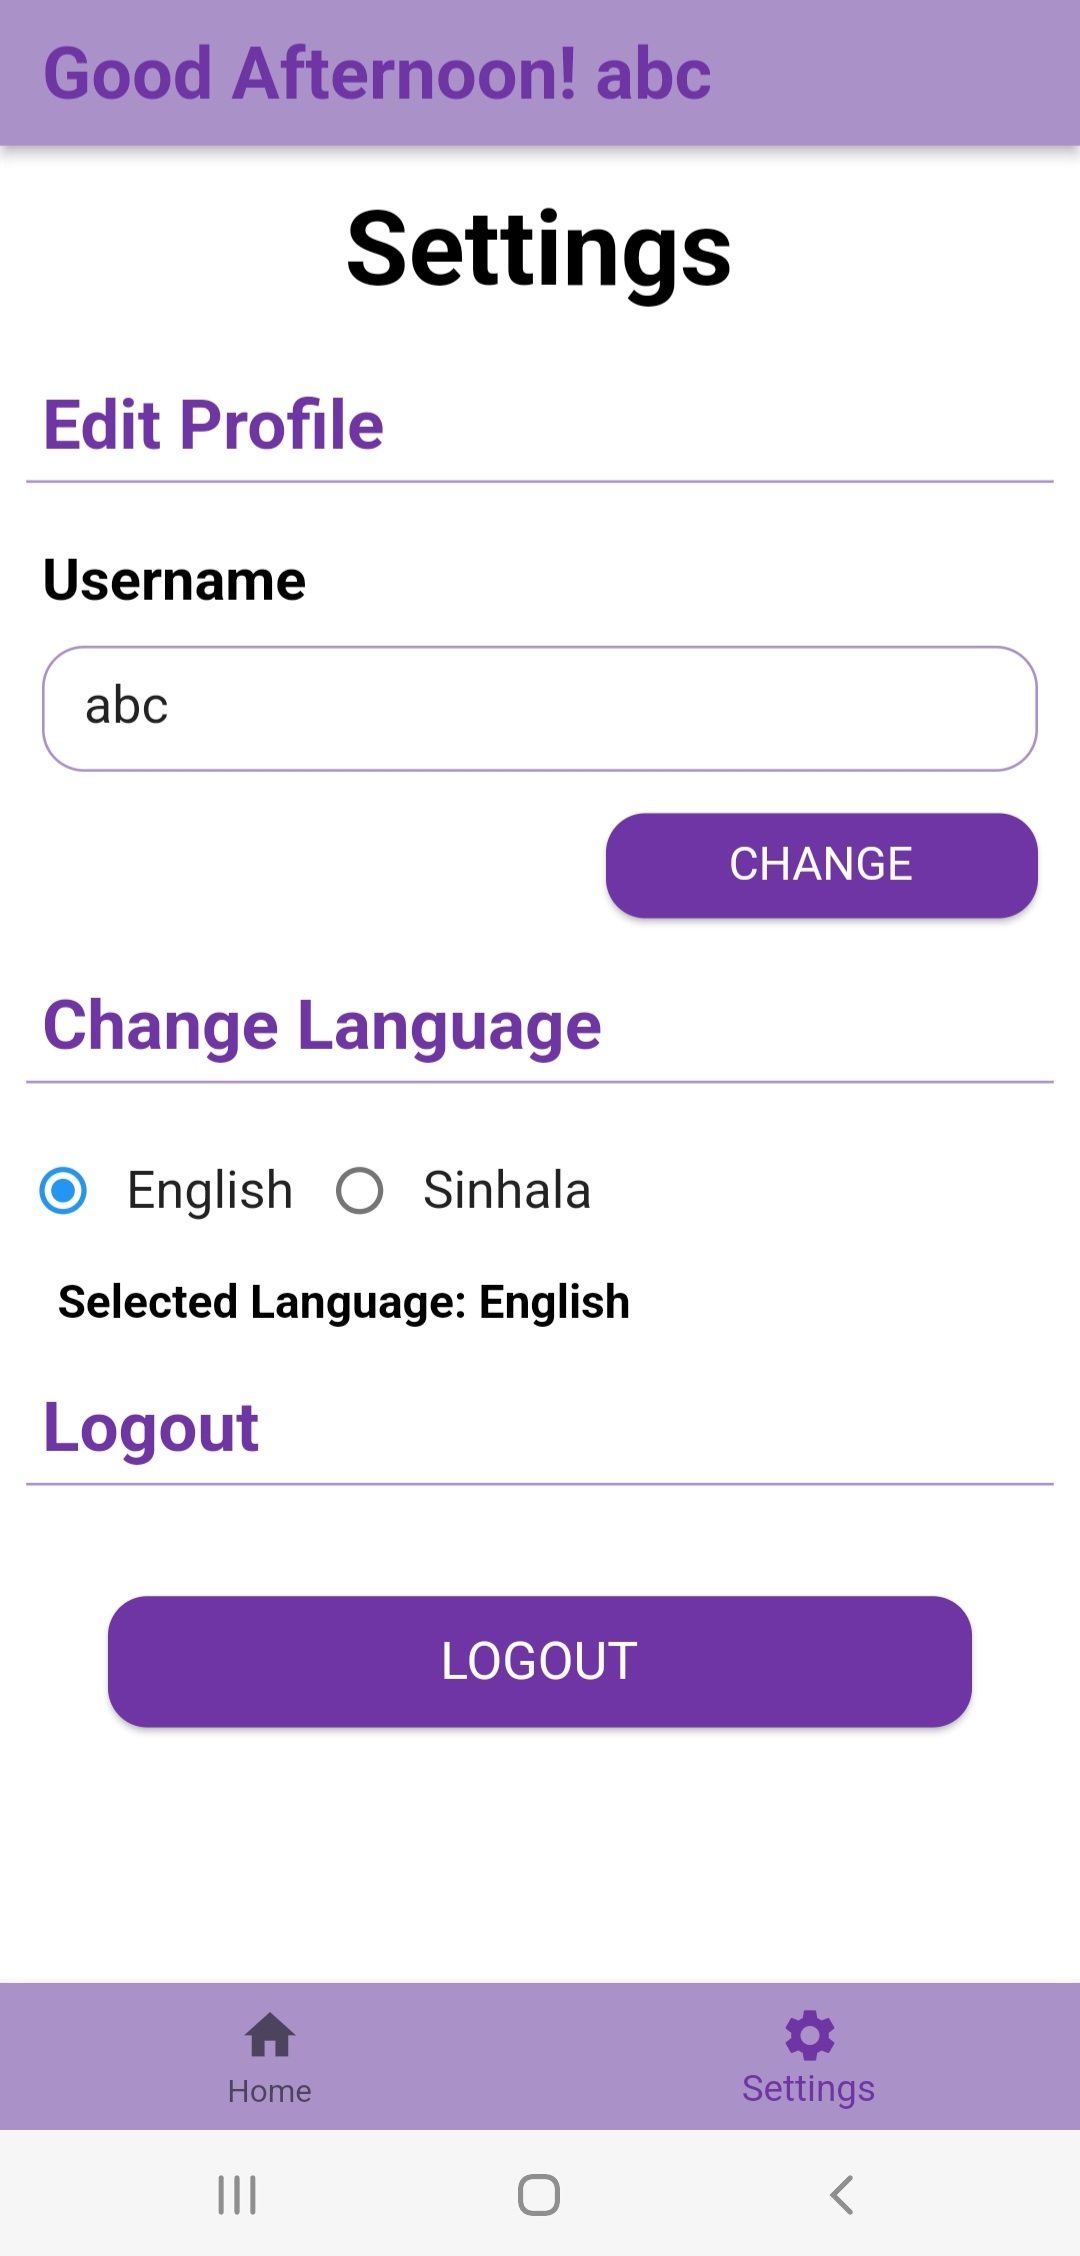 Good Afternoon! abc
Settings
Edit Profile
Username
abc
CHANGE
Change Language
English Sinhala
Selected Language: English
Logout
LOGOUT
Home Settings